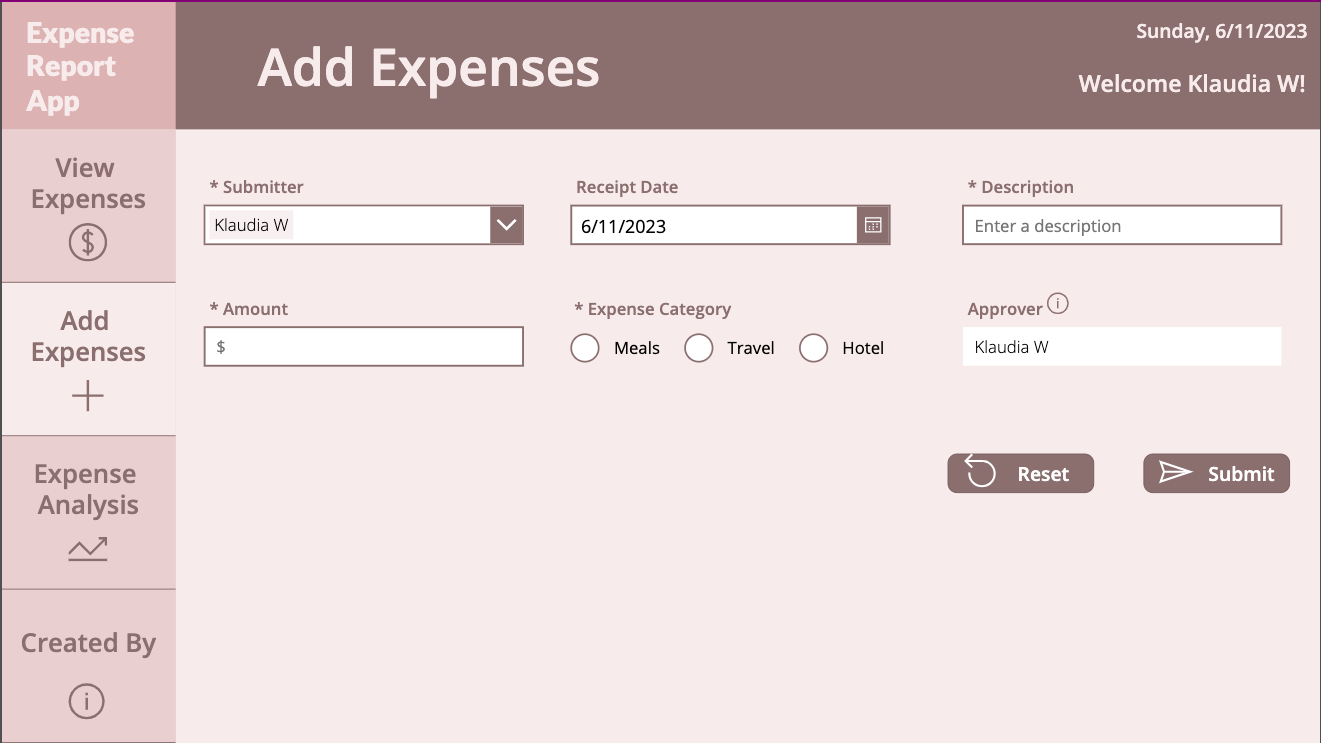 Expense
Report
App
Add Expenses
Sunday, 6/11/2023
Welcome Klaudia W!
View
Expenses
Add
Expenses
Expense
Analysis
Created By
* Submitter
Klaudia W
Receipt Date
6/11/2023
* Description
Enter a description
* Amount
$
* Expense Category
Meals Travel Hotel
Approver
Klaudia W
Reset
Submit